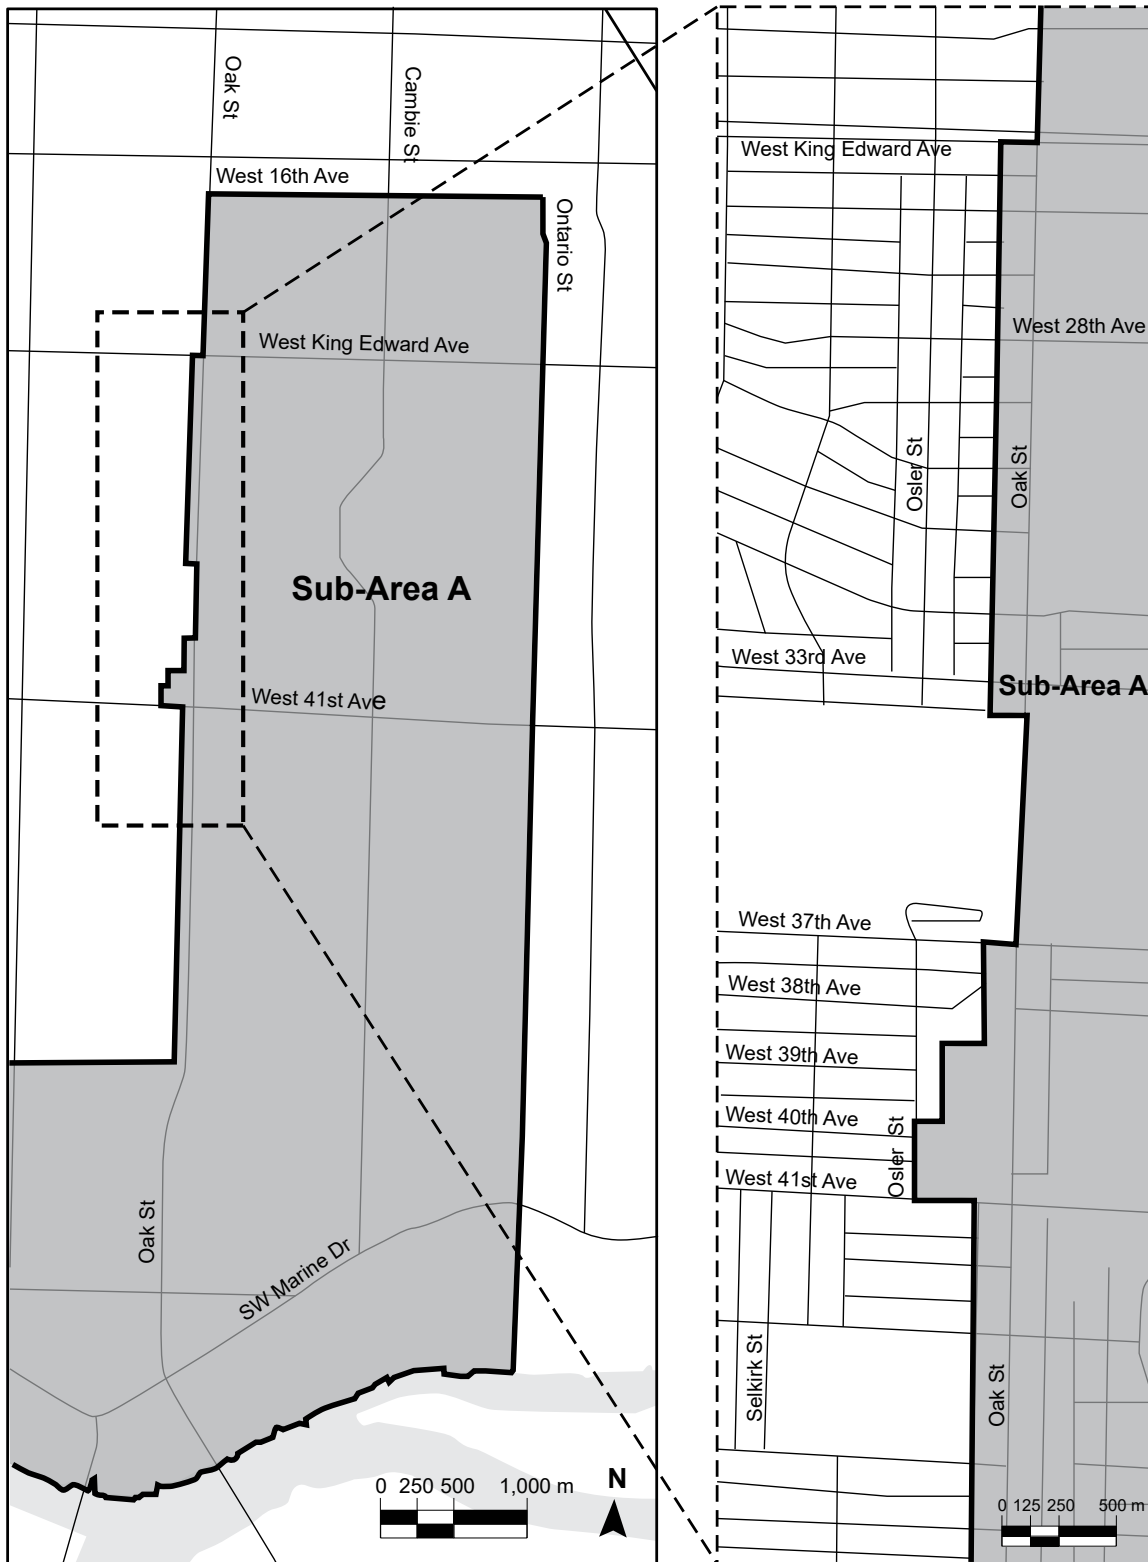 Oak St
Cambie St
West 16th Ave
Ontario St
West King Edward Ave
Sub-Area A
West 41st Ave
Oak St
SW Marine Dr
0 250 500 1,000 m
N
West King Edward Ave
West 28th Ave
Osler St
Oak St
West 33rd Ave
Sub-Area A
West 37th Ave
West 38th Ave
West 39th Ave
West 40th Ave
Osler St
West 41st Ave
Selkirk St
Oak St
0 125 250 500 m